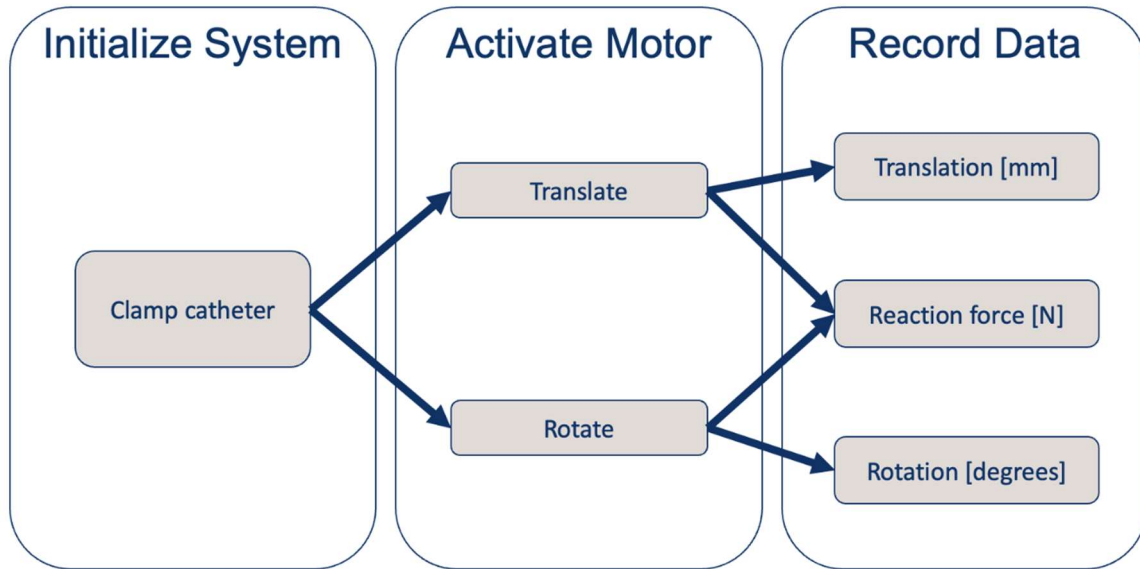 Initialize System
Activate Motor
Record Data
Clamp catheter
Translate
Rotate
Translation [mm]
Reaction force [N]
Rotation [degrees]